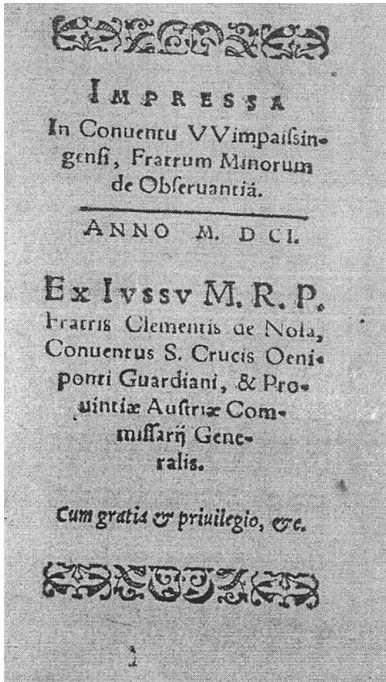 IMPRESSA
In Conuentu VVimpaiſsin-
genſi, Fratrum Minorum
de Obſeruantiâ.
ANNO M. DCI.
Ex Ivssv M. R. P.
Fratris Clementis de Nola,
Conuentus S. Crucis Oeni-
ponti Guardiani, & Pro-
uintiæ Auſtriæ Com-
miſſarij Gene-
ralis.
Cum gratia & priuilegio, &c.